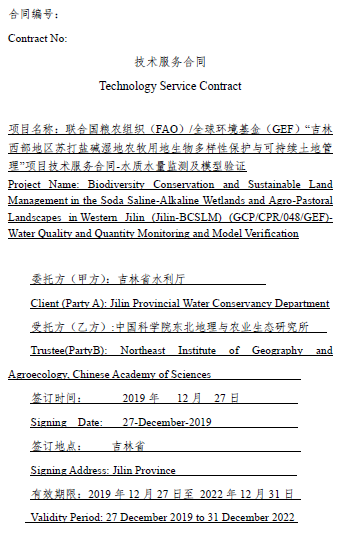 合同编号：
Contract No:
技术服务合同
Technology Service Contract
项目名称：联合国粮农组织（FAO）/全球环境基金（GEF）“吉林
西部地区苏打盐碱湿地农牧用地生物多样性保护与可持续土地管
理”项目技术服务合同-水质水量监测及模型验证
Project Name: Biodiversity Conservation and Sustainable Land
Management in the Soda Saline-Alkaline Wetlands and Agro-Pastoral
Landscapes in Western Jilin (Jilin-BCSLM) (GCP/CPR/048/GEF)-
Water Quality and Quantity Monitoring and Model Verification
委托方（甲方）：吉林省水利厅
Client (Party A): Jilin Provincial Water Conservancy Department
受托方（乙方）:中国科学院东北地理与农业生态研究所
Trustee(PartyB): Northeast Institute of Geography and
Agroecology, Chinese Academy of Sciences
签订时间： 2019 年 12 月 27 日
Signing Date: 27-December-2019
签订地点： 吉林省
Signing Address: Jilin Province
有效期限：2019 年 12 月 27 日至 2022 年 12 月 31 日
Validity Period: 27 December 2019 to 31 December 2022